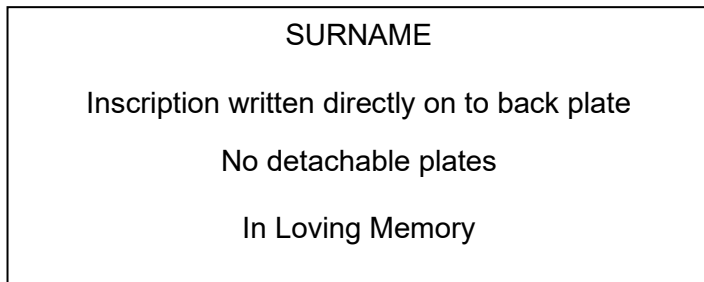 SURNAME
Inscription written directly on to back plate
No detachable plates
In Loving Memory